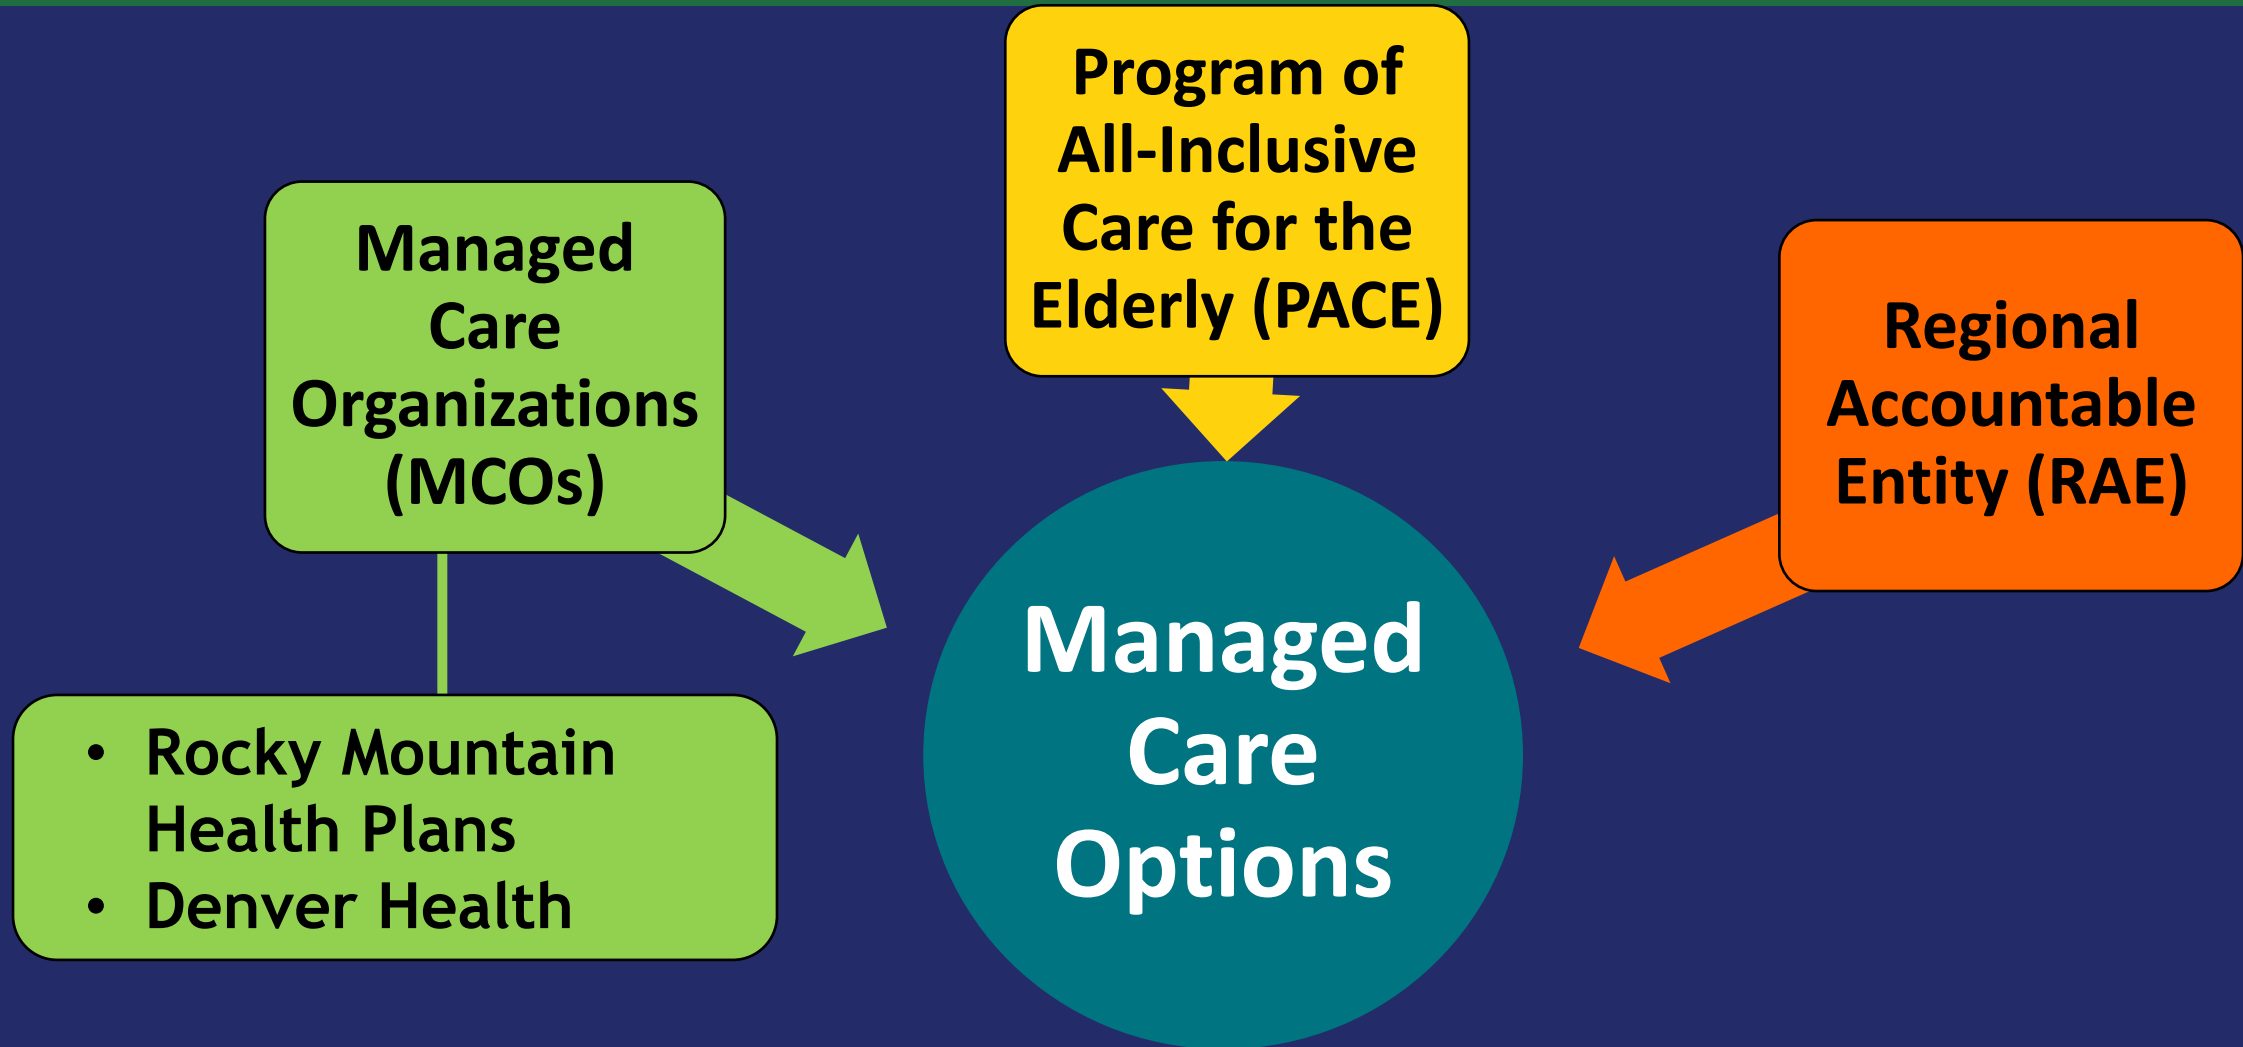 Program of
All-Inclusive
Care for the
Elderly (PACE)
Managed
Care
Organizations
(MCOs)
Regional
Accountable
Entity (RAE)
Managed
Care
Options
• Rocky Mountain
Health Plans
• Denver Health